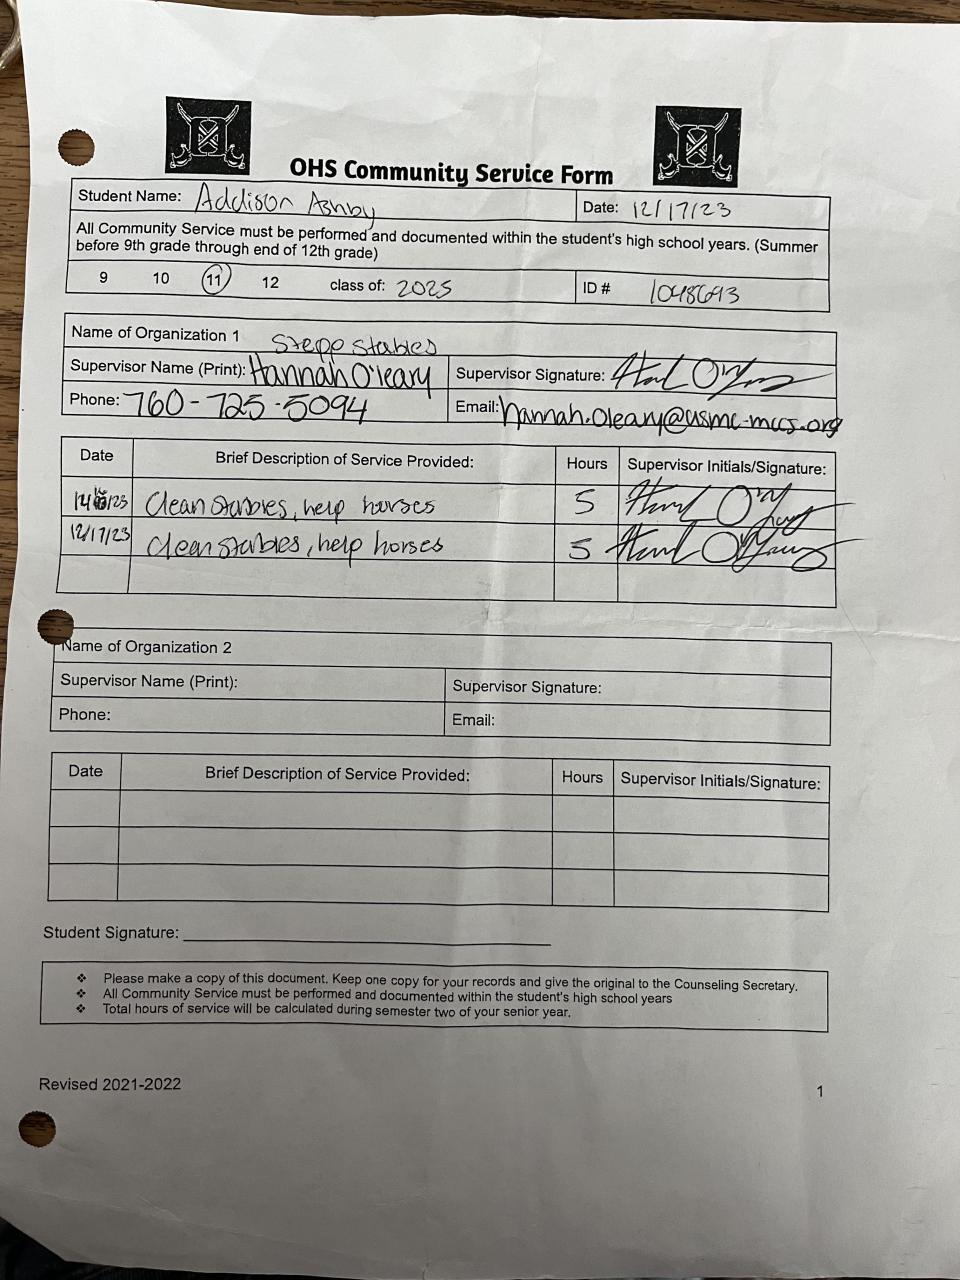 OHS Community Service Form
Student Name: Addison Ashby Date: 12/17/23
All Community Service must be performed and documented within the student's high school years. (Summer
before 9th grade through end of 12th grade)
9 10 11 12 class of: 2025 ID # 1048693
Name of Organization 1 Stepp stables
Supervisor Name (Print): Hannah O'leary Supervisor Signature:
Phone: 760-725-5094 Email: hannah.oleary@usmc-mccs.org
Date Brief Description of Service Provided: Hours Supervisor Initials/Signature:
Clean stables, help horses 5
12/17/23 clean stables, help horses 5
Name of Organization 2
Supervisor Name (Print): Supervisor Signature:
Phone: Email:
Date Brief Description of Service Provided: Hours Supervisor Initials/Signature:
Student Signature:
❖ Please make a copy of this document. Keep one copy for your records and give the original to the Counseling Secretary.
❖ All Community Service must be performed and documented within the student's high school years
❖ Total hours of service will be calculated during semester two of your senior year.
Revised 2021-2022 1